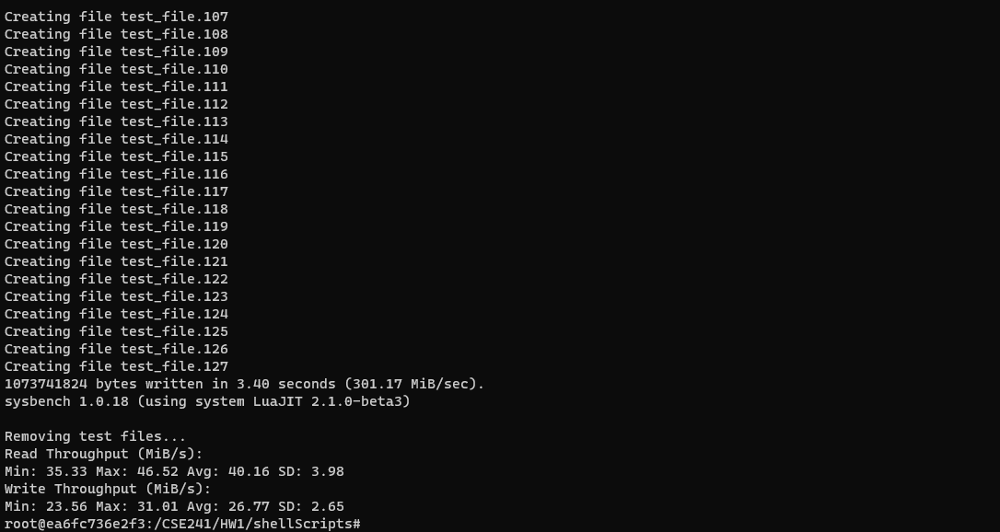 Creating file test_file.107
Creating file test_file.108
Creating file test_file.109
Creating file test_file.110
Creating file test_file.111
Creating file test_file.112
Creating file test_file.113
Creating file test_file.114
Creating file test_file.115
Creating file test_file.116
Creating file test_file.117
Creating file test_file.118
Creating file test_file.119
Creating file test_file.120
Creating file test_file.121
Creating file test_file.122
Creating file test_file.123
Creating file test_file.124
Creating file test_file.125
Creating file test_file.126
Creating file test_file.127
1073741824 bytes written in 3.40 seconds (301.17 MiB/sec).
sysbench 1.0.18 (using system LuaJIT 2.1.0-beta3)

Removing test files...
Read Throughput (MiB/s):
Min: 35.33 Max: 46.52 Avg: 40.16 SD: 3.98
Write Throughput (MiB/s):
Min: 23.56 Max: 31.01 Avg: 26.77 SD: 2.65
root@ea6fc736e2f3:/CSE241/HW1/shellScripts#